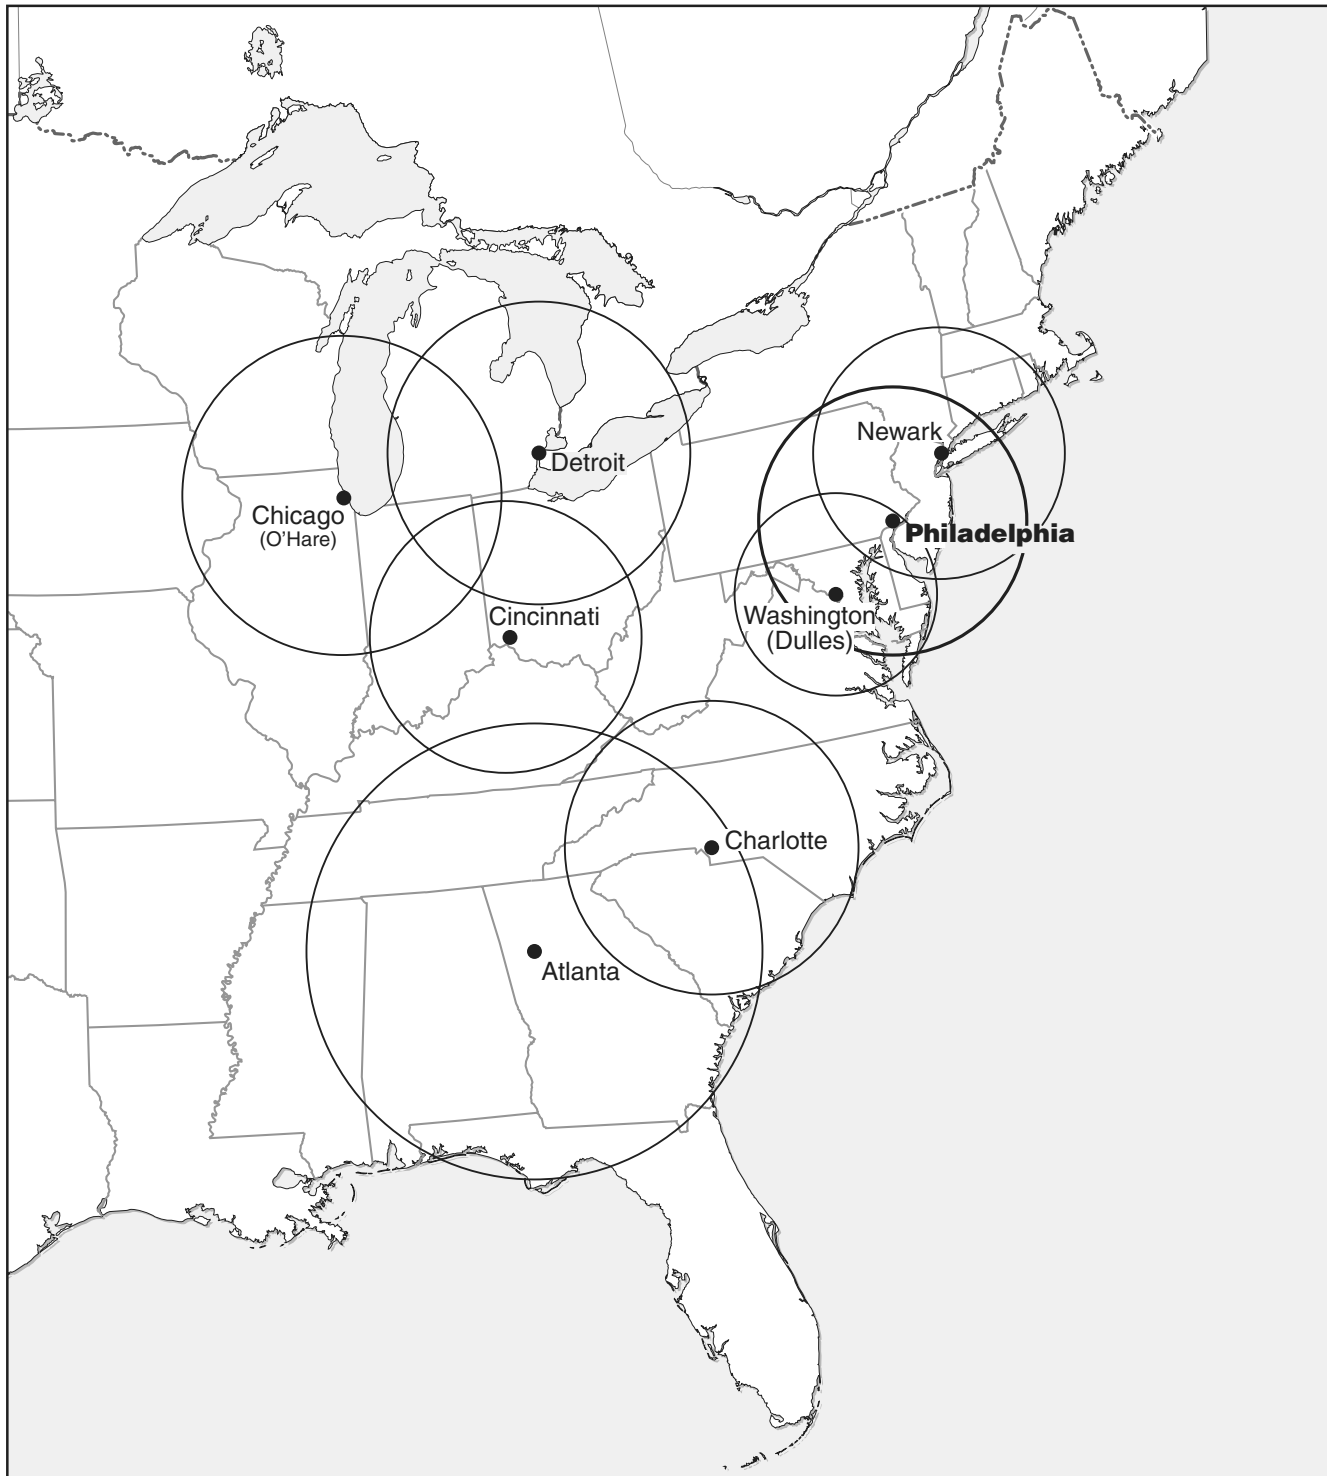 Newark
Detroit
Chicago
(O'Hare)
Philadelphia
Cincinnati
Washington
(Dulles)
Charlotte
Atlanta